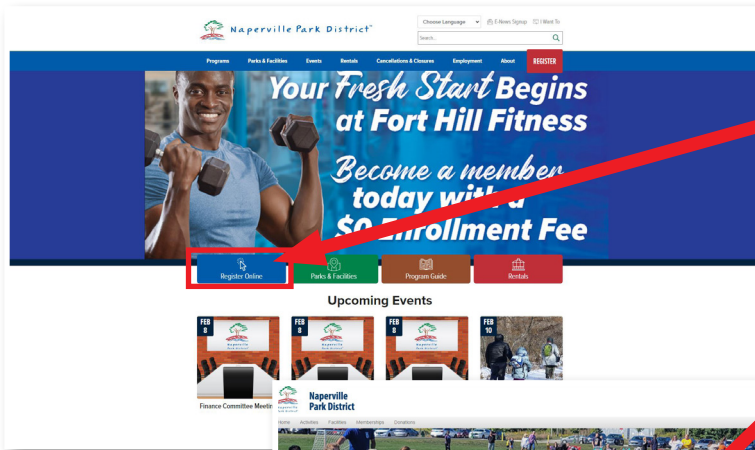 Naperville Park District
Choose Language
E-News Signup
I Want To
Search...
Programs
Parks & Facilities
Events
Rentals
Cancellations & Closures
Employment
About
REGISTER
Your Fresh Start Begins
at Fort Hill Fitness
Become a member
today with a
$0 Enrollment Fee
Register Online
Parks & Facilities
Program Guide
Rentals
Upcoming Events
FEB
8
FEB
8
FEB
8
FEB
10
Naperville
Park District
Naperville
Park District
Naperville
Park District
Finance Committee Meetin
Naperville
Park District
Naperville
Park District
Home
Activities
Facilities
Memberships
Donations